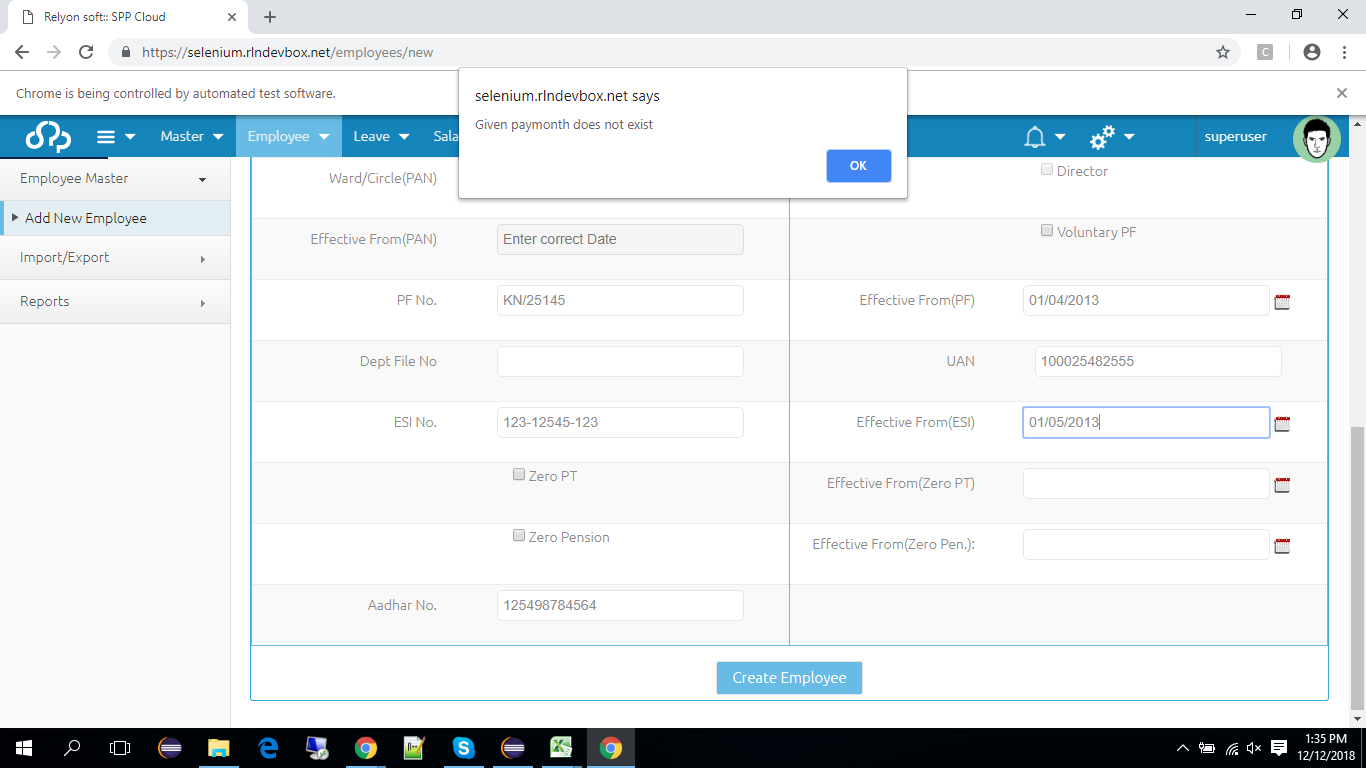 Relyon soft:: SPP Cloud
https://selenium.rlndevbox.net/employees/new
C
Chrome is being controlled by automated test software.
selenium.rlndevbox.net says
Given paymonth does not exist
OK
Master
Employee
Leave
Sala
superuser
Employee Master
Add New Employee
Import/Export
Reports
Ward/Circle(PAN)
Director
Effective From(PAN)
Enter correct Date
Voluntary PF
PF No.
KN/25145
Effective From(PF)
01/04/2013
Dept File No
UAN
100025482555
ESI No.
123-12545-123
Effective From(ESI)
01/05/2013
Zero PT
Effective From(Zero PT)
Zero Pension
Effective From(Zero Pen.):
Aadhar No.
125498784564
Create Employee
1:35 PM
12/12/2018